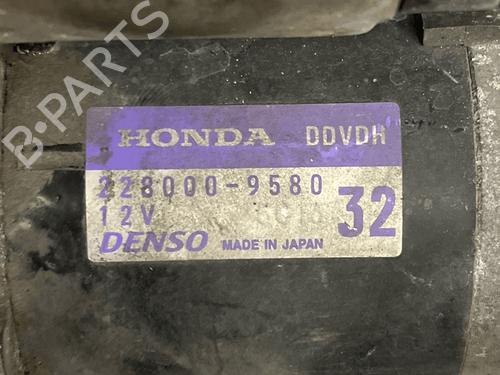 B·PARTS
HONDA DDVDH
228000-9580
12V 32
DENSO MADE IN JAPAN